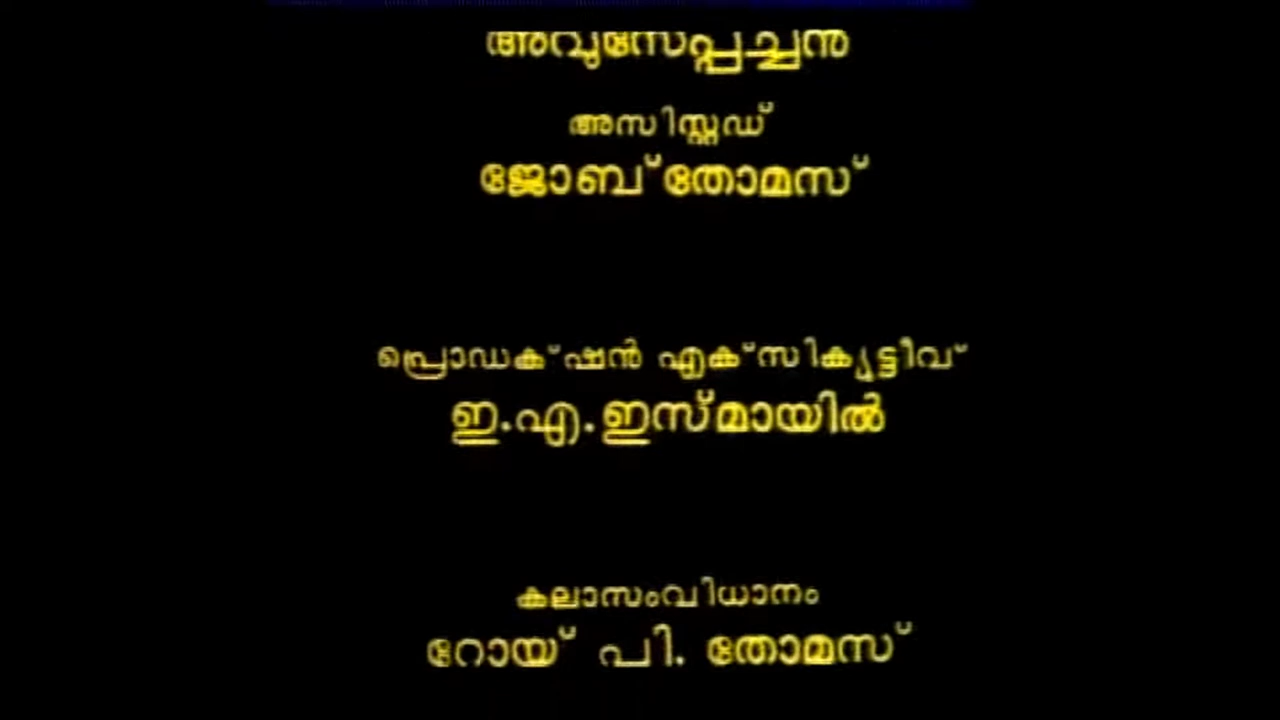 അവുസേപ്പച്ചൻ
അസിസ്റ്റഡ്
ജോബ് തോമസ്
പ്രൊഡക്ഷൻ എക്സിക്യൂട്ടീവ്
ഇ.എ.ഇസ്മായിൽ
കലാസംവിധാനം
റോയ് പി. തോമസ്